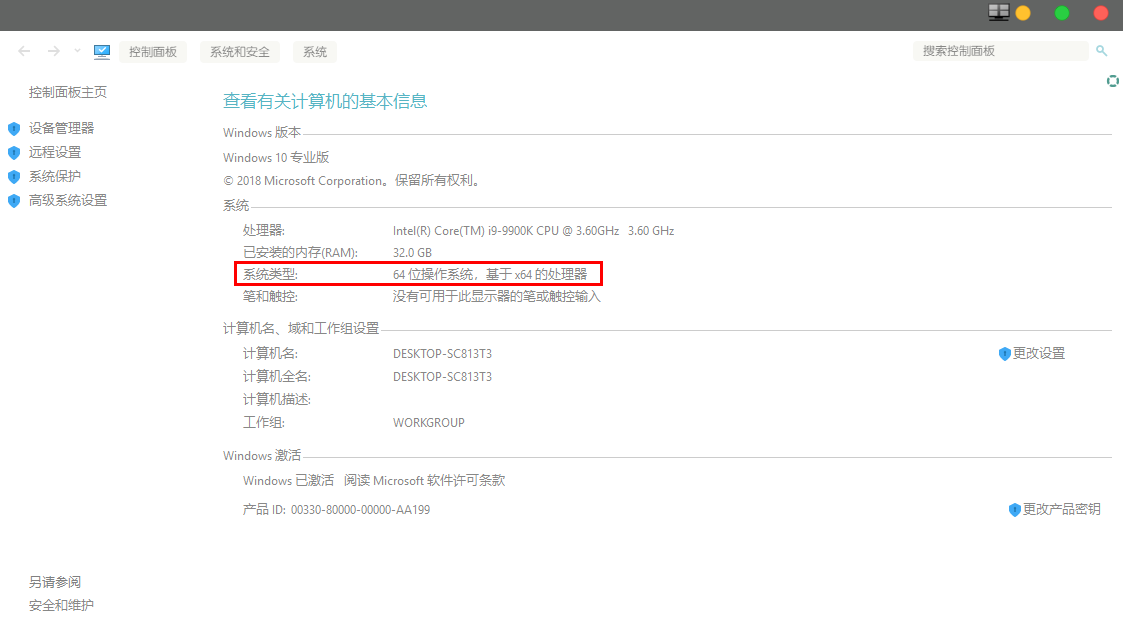 控制面板 系统和安全 系统 搜索控制面板
控制面板主页
设备管理器
远程设置
系统保护
高级系统设置
查看有关计算机的基本信息
Windows 版本
Windows 10 专业版
© 2018 Microsoft Corporation。保留所有权利。
系统
处理器: Intel(R) Core(TM) i9-9900K CPU @ 3.60GHz 3.60 GHz
已安装的内存(RAM): 32.0 GB
系统类型: 64 位操作系统，基于 x64 的处理器
笔和触控: 没有可用于此显示器的笔或触控输入
计算机名、域和工作组设置
计算机名: DESKTOP-SC813T3 更改设置
计算机全名: DESKTOP-SC813T3
计算机描述:
工作组: WORKGROUP
Windows 激活
Windows 已激活 阅读 Microsoft 软件许可条款
产品 ID: 00330-80000-00000-AA199 更改产品密钥
另请参阅
安全和维护